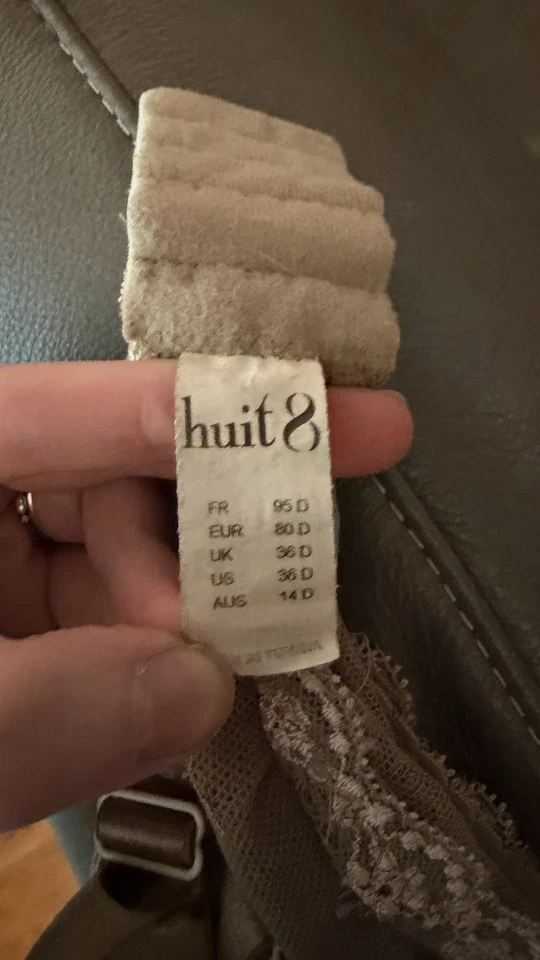 huit 8
FR 95 D
EUR 80 D
UK 36 D
US 36 D
AUS 14 D